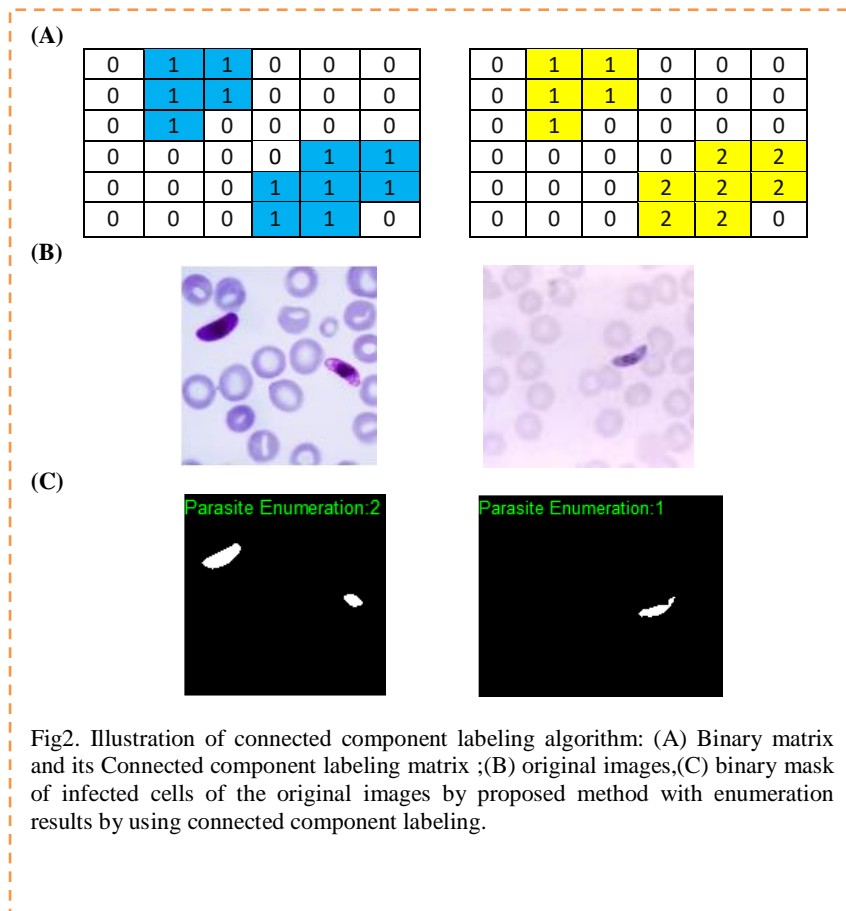 (A)
0 1 1 0 0 0 0 1 1 0 0 0
0 1 1 0 0 0 0 1 1 0 0 0
0 1 0 0 0 0 0 1 0 0 0 0
0 0 0 0 1 1 0 0 0 0 2 2
0 0 0 1 1 1 0 0 0 2 2 2
0 0 0 1 1 0 0 0 0 2 2 0
(B)
(C)
Parasite Enumeration:2 Parasite Enumeration:1
Fig2. Illustration of connected component labeling algorithm: (A) Binary matrix
and its Connected component labeling matrix ;(B) original images,(C) binary mask
of infected cells of the original images by proposed method with enumeration
results by using connected component labeling.